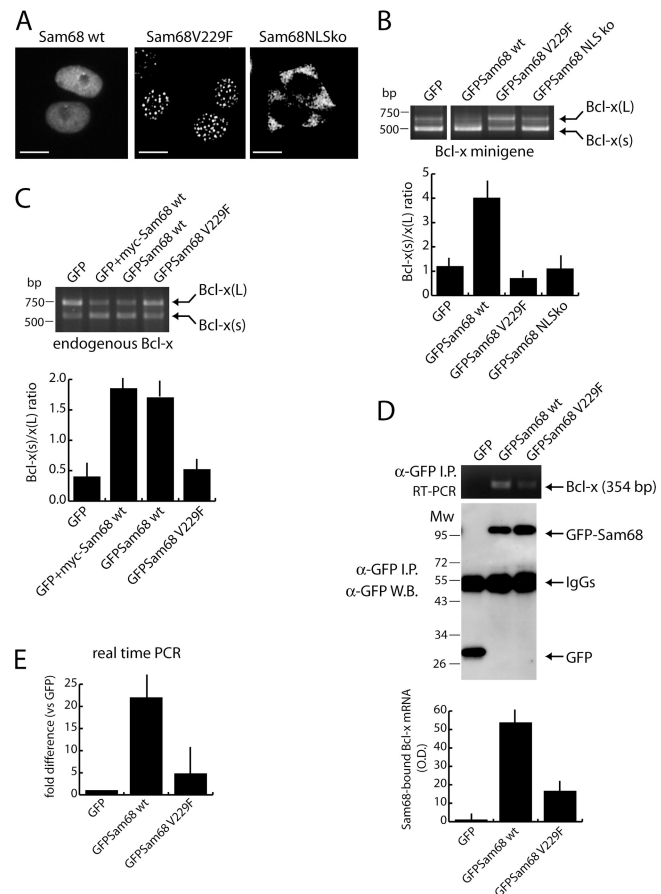 A
Sam68 wt
Sam68V229F
Sam68NLSko
B
GFP
GFPSam68 wt
GFPSam68 V229F
GFPSam68 NLS ko
bp
750
500
Bcl-x(L)
Bcl-x(s)
Bcl-x minigene
Bcl-x(s)/x(L) ratio
5
4
3
2
1
0
GFP
GFPSam68 wt
GFPSam68 V229F
GFPSam68 NLSko
C
GFP
GFP+myc-Sam68 wt
GFPSam68 wt
GFPSam68 V229F
bp
750
500
Bcl-x(L)
Bcl-x(s)
endogenous Bcl-x
Bcl-x(s)/x(L) ratio
2.0
1.5
1.0
0.5
0.0
GFP
GFP+myc-Sam68 wt
GFPSam68 wt
GFPSam68 V229F
D
GFP
GFPSam68 wt
GFPSam68 V229F
α-GFP I.P.
RT-PCR
Bcl-x (354 bp)
Mw
95
72
55
43
34
26
α-GFP I.P.
α-GFP W.B.
GFP-Sam68
IgGs
GFP
Sam68-bound Bcl-x mRNA
(O.D.)
60
50
40
30
20
10
0
GFP
GFPSam68 wt
GFPSam68 V229F
E
real time PCR
fold difference (vs GFP)
25
20
15
10
5
0
GFP
GFPSam68 wt
GFPSam68 V229F